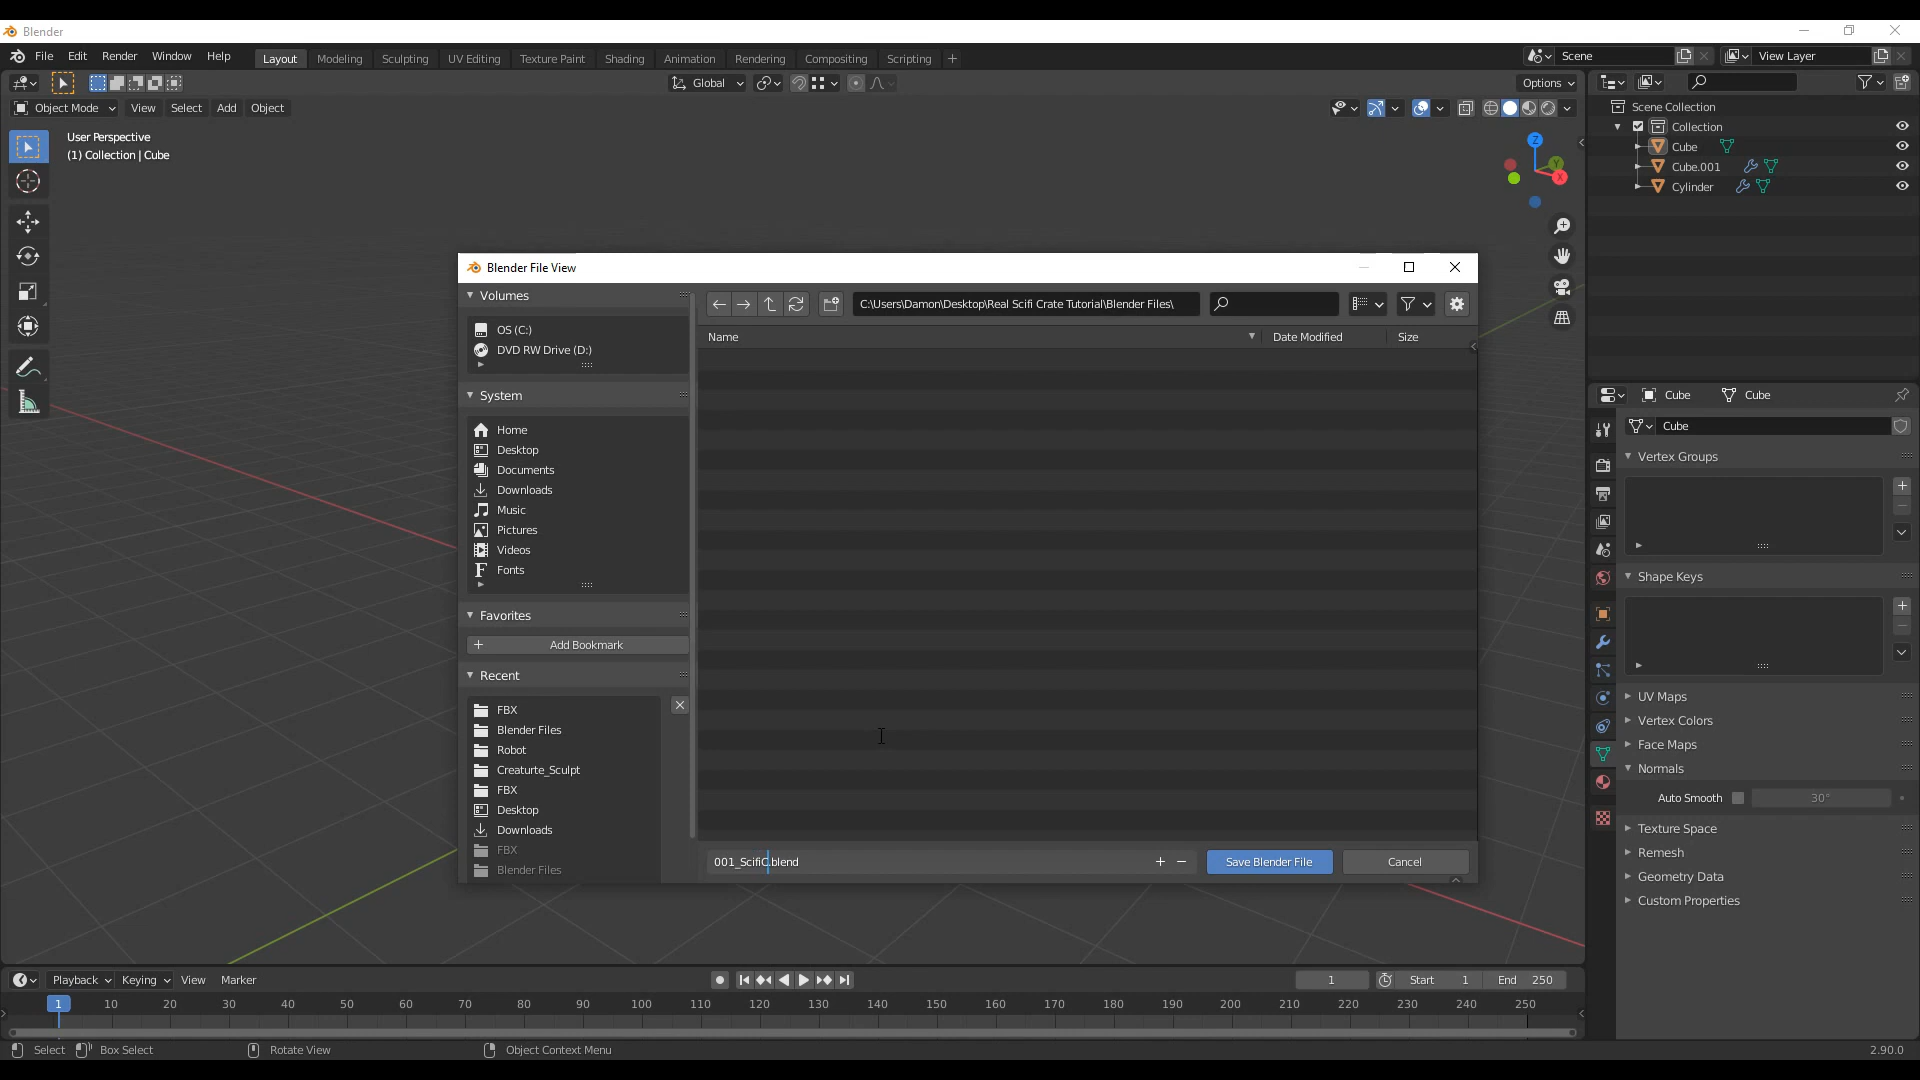 Blender
File Edit Render Window Help Layout Modeling Sculpting UV Editing Texture Paint Shading Animation Rendering Compositing Scripting + Scene View Layer
Global Options
Object Mode View Select Add Object
User Perspective
(1) Collection | Cube
Z
Y
X
Scene Collection
Collection
Cube
Cube.001
Cylinder
Blender File View
Volumes
OS (C:)
DVD RW Drive (D:)
System
Home
Desktop
Documents
Downloads
Music
Pictures
Videos
Fonts
Favorites
Add Bookmark
Recent
FBX
Blender Files
Robot
Creaturte_Sculpt
FBX
Desktop
Downloads
FBX
Blender Files
C:\Users\Damon\Desktop\Real Scifi Crate Tutorial\Blender Files\
Name Date Modified Size
001_ScifiC.blend
Save Blender File Cancel
Cube Cube
Cube
Vertex Groups
Shape Keys
UV Maps
Vertex Colors
Face Maps
Normals
Auto Smooth 30°
Texture Space
Remesh
Geometry Data
Custom Properties
Playback Keying View Marker 1 Start 1 End 250
1 10 20 30 40 50 60 70 80 90 100 110 120 130 140 150 160 170 180 190 200 210 220 230 240 250
Select Box Select Rotate View Object Context Menu 2.90.0